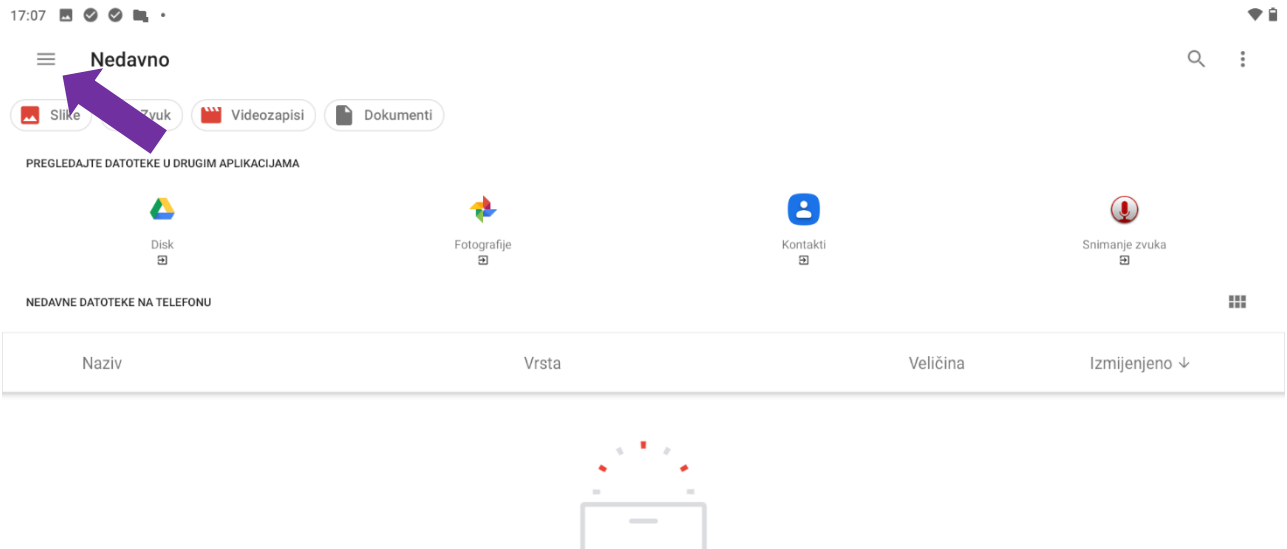 17:07
Nedavno
Slike Zvuk Videozapisi Dokumenti
PREGLEDAJTE DATOTEKE U DRUGIM APLIKACIJAMA
Disk Fotografije Kontakti Snimanje zvuka
NEDAVNE DATOTEKE NA TELEFONU
Naziv Vrsta Veličina Izmijenjeno